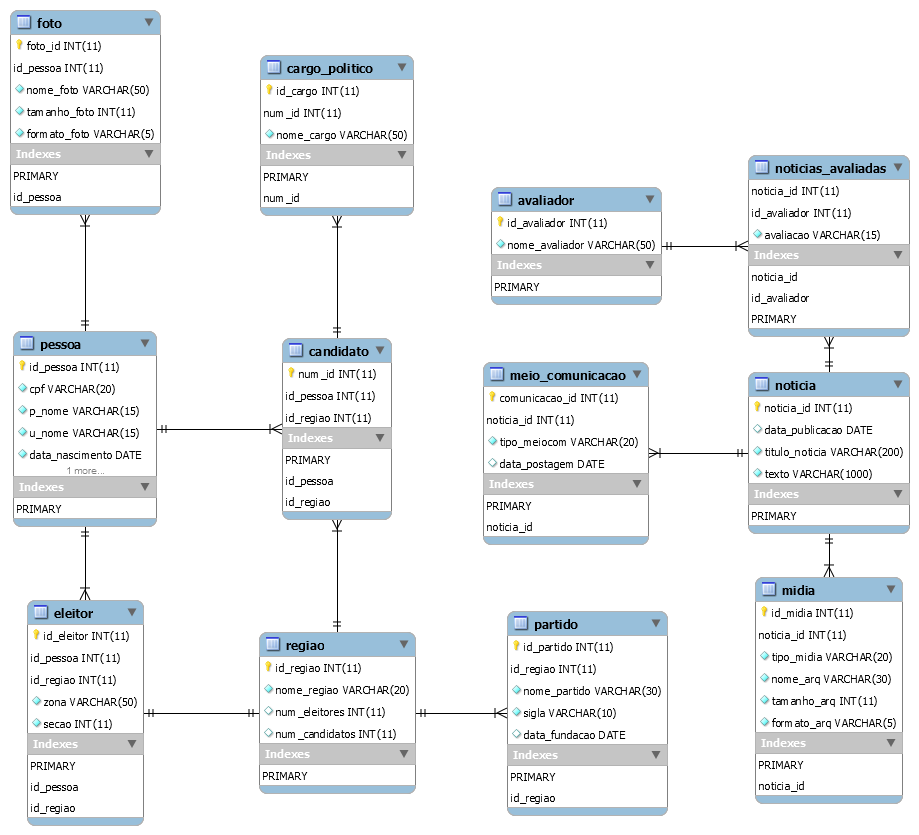 foto
foto_id INT(11)
id_pessoa INT(11)
nome_foto VARCHAR(50)
tamanho_foto INT(11)
formato_foto VARCHAR(5)
Indexes
PRIMARY
id_pessoa
cargo_politico
id_cargo INT(11)
num_id INT(11)
nome_cargo VARCHAR(50)
Indexes
PRIMARY
num_id
avaliador
id_avaliador INT(11)
nome_avaliador VARCHAR(50)
Indexes
PRIMARY
noticias_avaliadas
noticia_id INT(11)
id_avaliador INT(11)
avaliacao VARCHAR(15)
Indexes
noticia_id
id_avaliador
PRIMARY
pessoa
id_pessoa INT(11)
cpf VARCHAR(20)
p_nome VARCHAR(15)
u_nome VARCHAR(15)
data_nascimento DATE
1 more...
Indexes
PRIMARY
candidato
num_id INT(11)
id_pessoa INT(11)
id_regiao INT(11)
Indexes
PRIMARY
id_pessoa
id_regiao
meio_comunicacao
comunicacao_id INT(11)
noticia_id INT(11)
tipo_meiocom VARCHAR(20)
data_postagem DATE
Indexes
PRIMARY
noticia_id
noticia
noticia_id INT(11)
data_publicacao DATE
titulo_noticia VARCHAR(200)
texto VARCHAR(1000)
Indexes
PRIMARY
eleitor
id_eleitor INT(11)
id_pessoa INT(11)
id_regiao INT(11)
zona VARCHAR(50)
secao INT(11)
Indexes
PRIMARY
id_pessoa
id_regiao
regiao
id_regiao INT(11)
nome_regiao VARCHAR(20)
num_eleitores INT(11)
num_candidatos INT(11)
Indexes
PRIMARY
partido
id_partido INT(11)
id_regiao INT(11)
nome_partido VARCHAR(30)
sigla VARCHAR(10)
data_fundacao DATE
Indexes
PRIMARY
id_regiao
midia
id_midia INT(11)
noticia_id INT(11)
tipo_midia VARCHAR(20)
nome_arq VARCHAR(30)
tamanho_arq INT(11)
formato_arq VARCHAR(5)
Indexes
PRIMARY
noticia_id